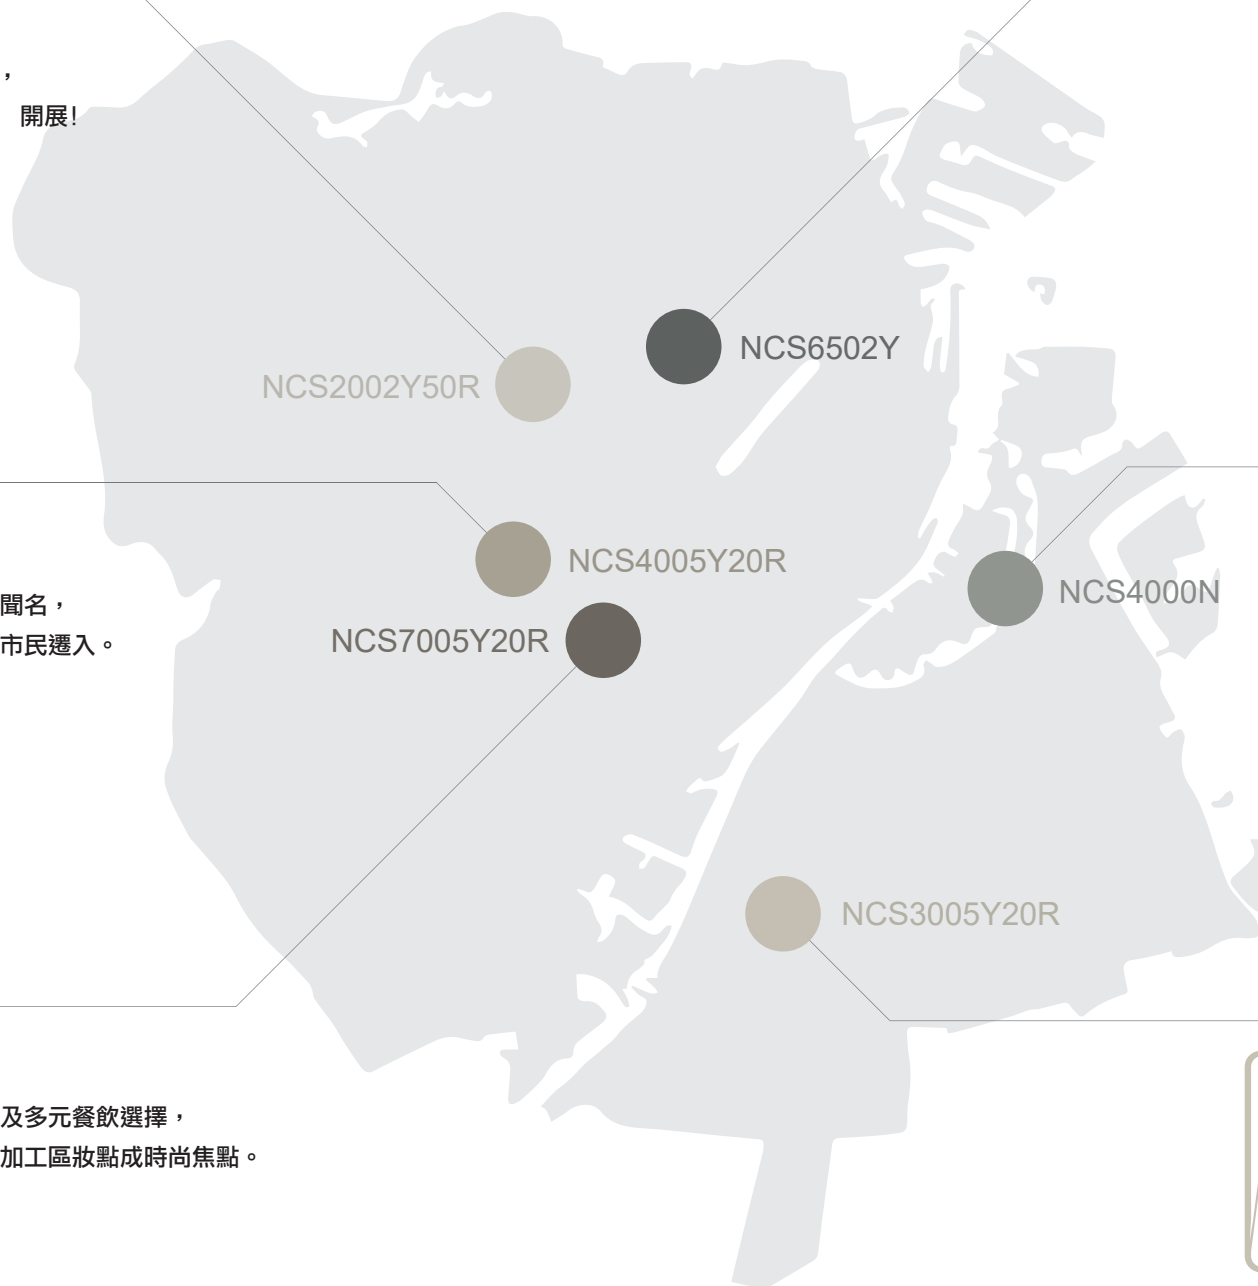 ，
開展！
NCS6502Y
NCS2002Y50R
NCS4005Y20R
NCS4000N
聞名，
市民遷入。
NCS7005Y20R
NCS3005Y20R
及多元餐飲選擇，
加工區妝點成時尚焦點。